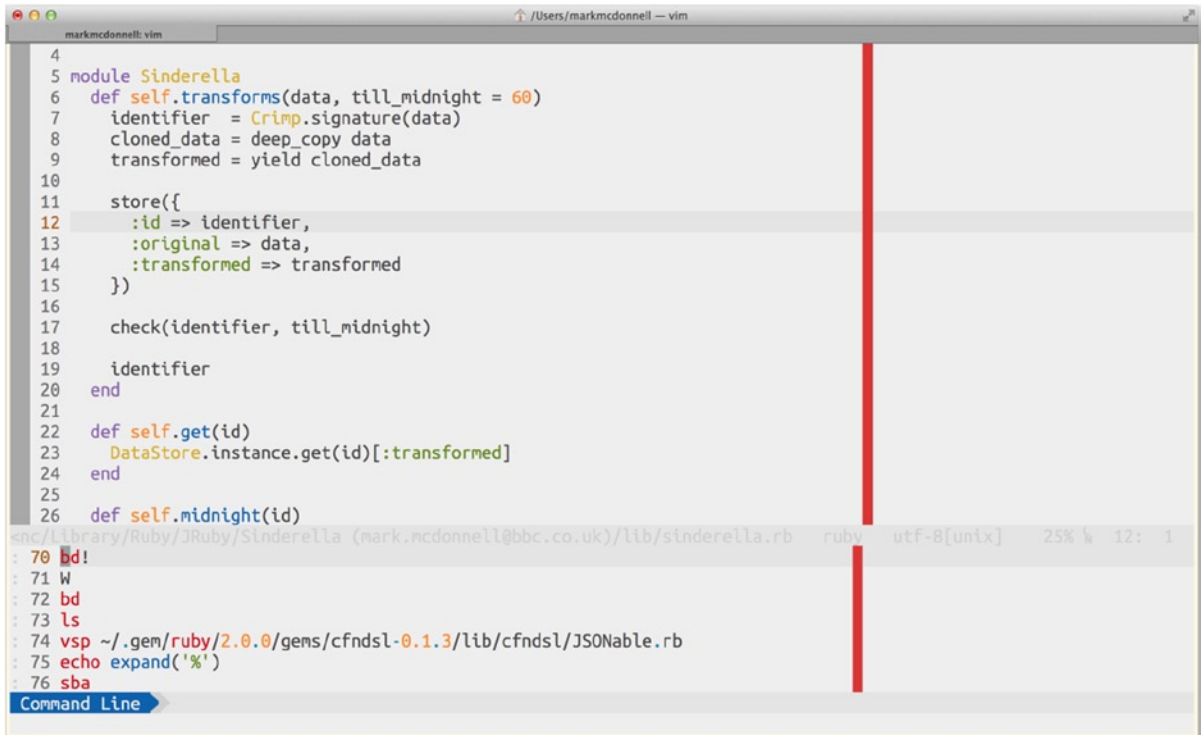 /Users/markmcdonnell — vim
markmcdonnell: vim
4
5 module Sinderella
6   def self.transforms(data, till_midnight = 60)
7     identifier  = Crimp.signature(data)
8     cloned_data = deep_copy data
9     transformed = yield cloned_data
10
11     store({
12       :id => identifier,
13       :original => data,
14       :transformed => transformed
15     })
16
17     check(identifier, till_midnight)
18
19     identifier
20   end
21
22   def self.get(id)
23     DataStore.instance.get(id)[:transformed]
24   end
25
26   def self.midnight(id)
<nc/Library/Ruby/JRuby/Sinderella (mark.mcdonnell@bbc.co.uk)/lib/sinderella.rb   ruby   utf-8[unix]   25%   12:  1
: 70 bd!
: 71 W
: 72 bd
: 73 ls
: 74 vsp ~/.gem/ruby/2.0.0/gems/cfndsl-0.1.3/lib/cfndsl/JSONable.rb
: 75 echo expand('%')
: 76 sba
Command Line